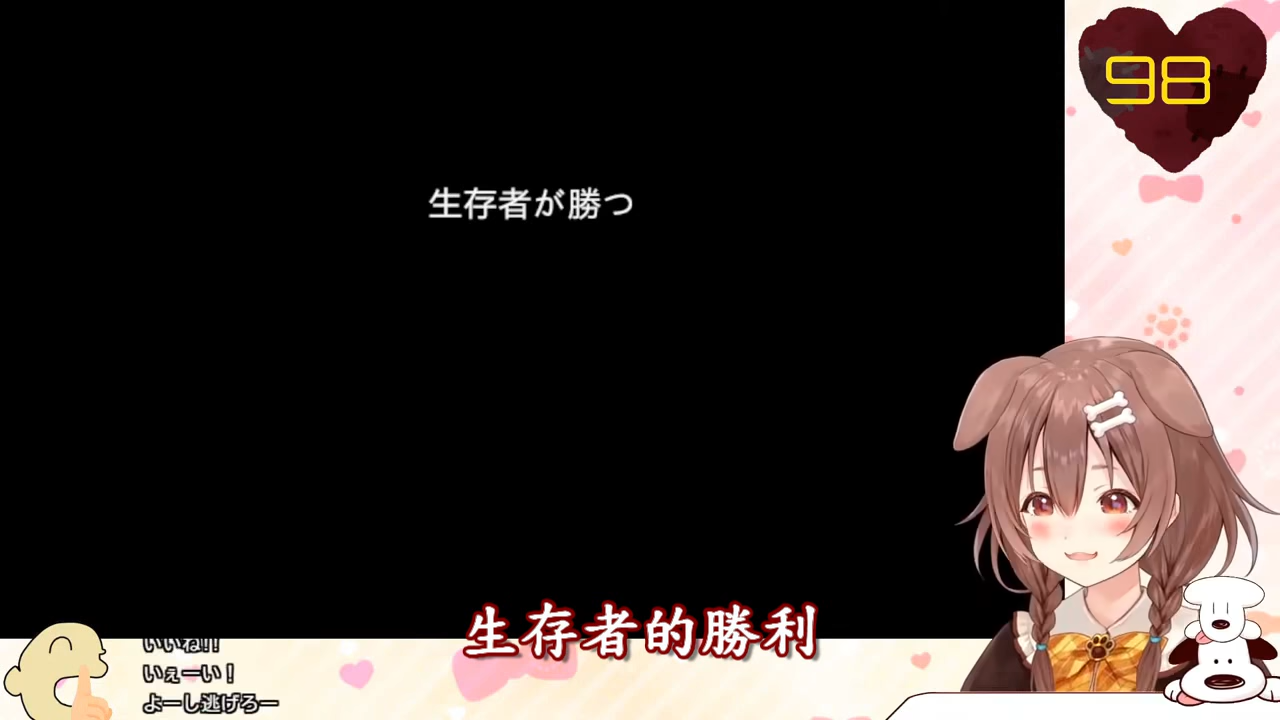 98
生存者が勝つ
生存者的勝利
いいね!!
いぇーい！
よーし逃げろー